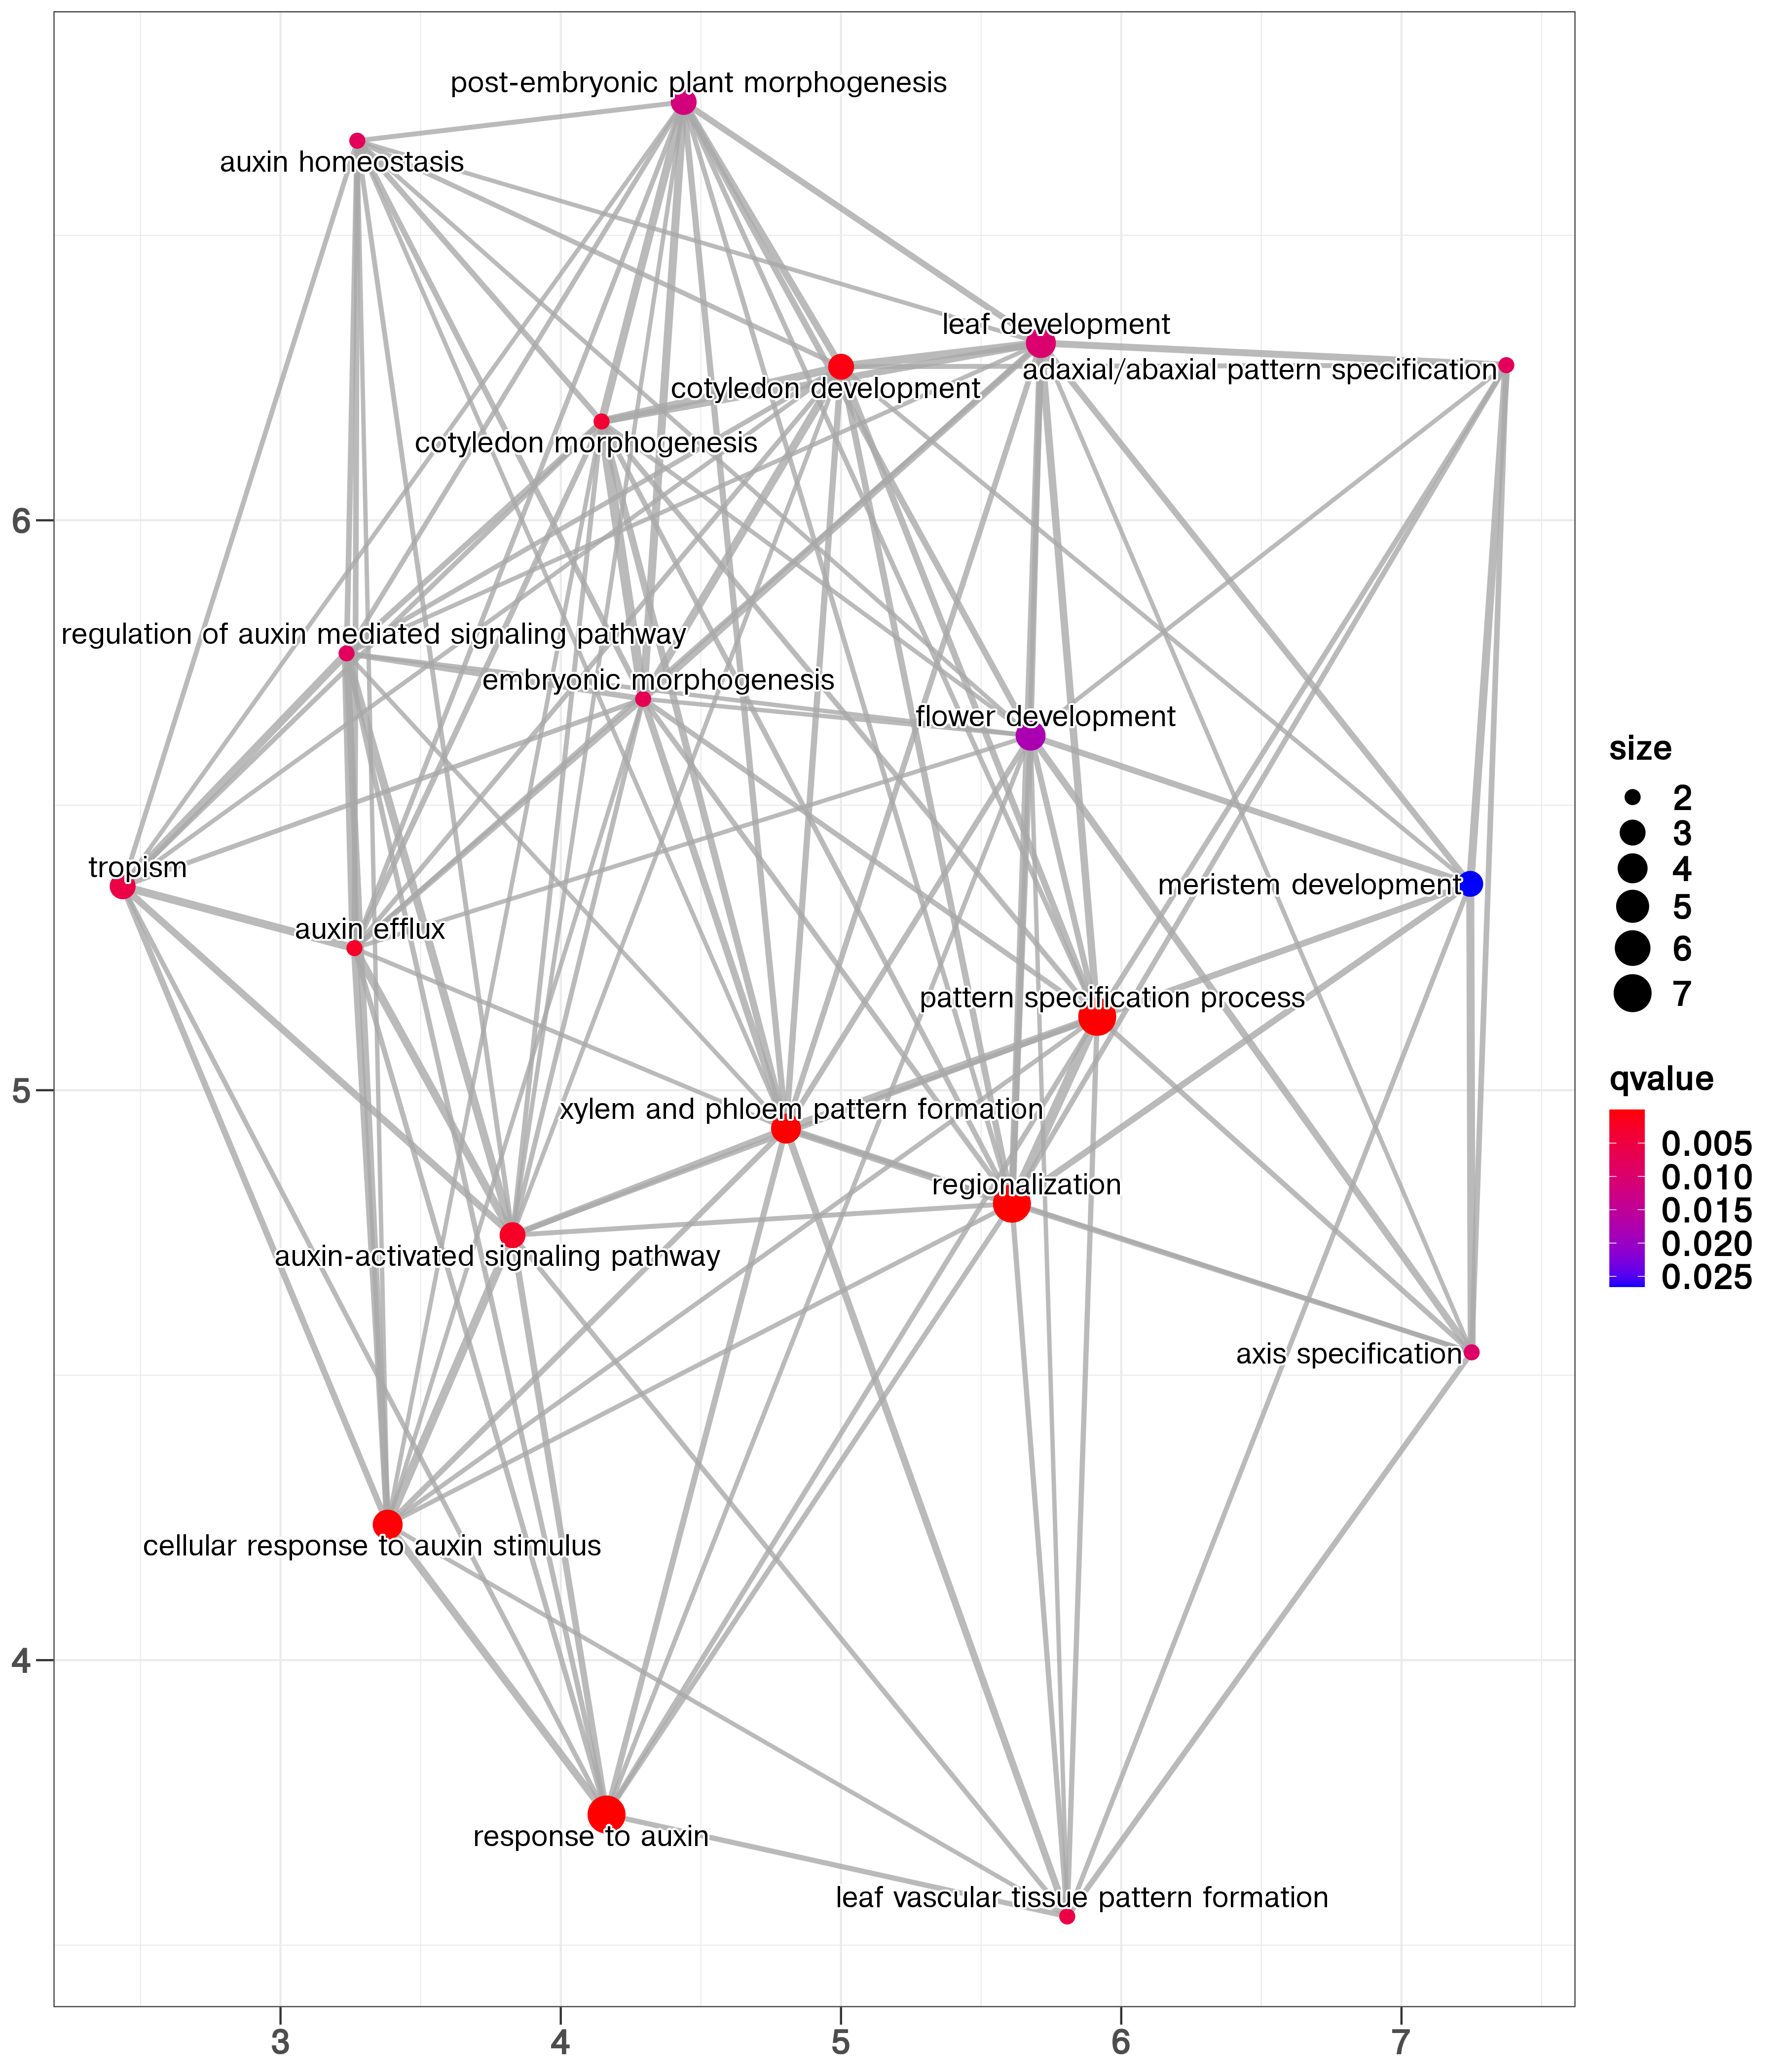 post-embryonic plant morphogenesis
auxin homeostasis
leaf development
adaxial/abaxial pattern specification
cotyledon development
cotyledon morphogenesis
6
regulation of auxin mediated signaling pathway
embryonic morphogenesis
flower development
size
2
3
4
5
6
7
tropism
meristem development
auxin efflux
pattern specification process
5
xylem and phloem pattern formation
qvalue
0.005
0.010
0.015
0.020
0.025
regionalization
auxin-activated signaling pathway
axis specification
cellular response to auxin stimulus
4
response to auxin
leaf vascular tissue pattern formation
3
4
5
6
7